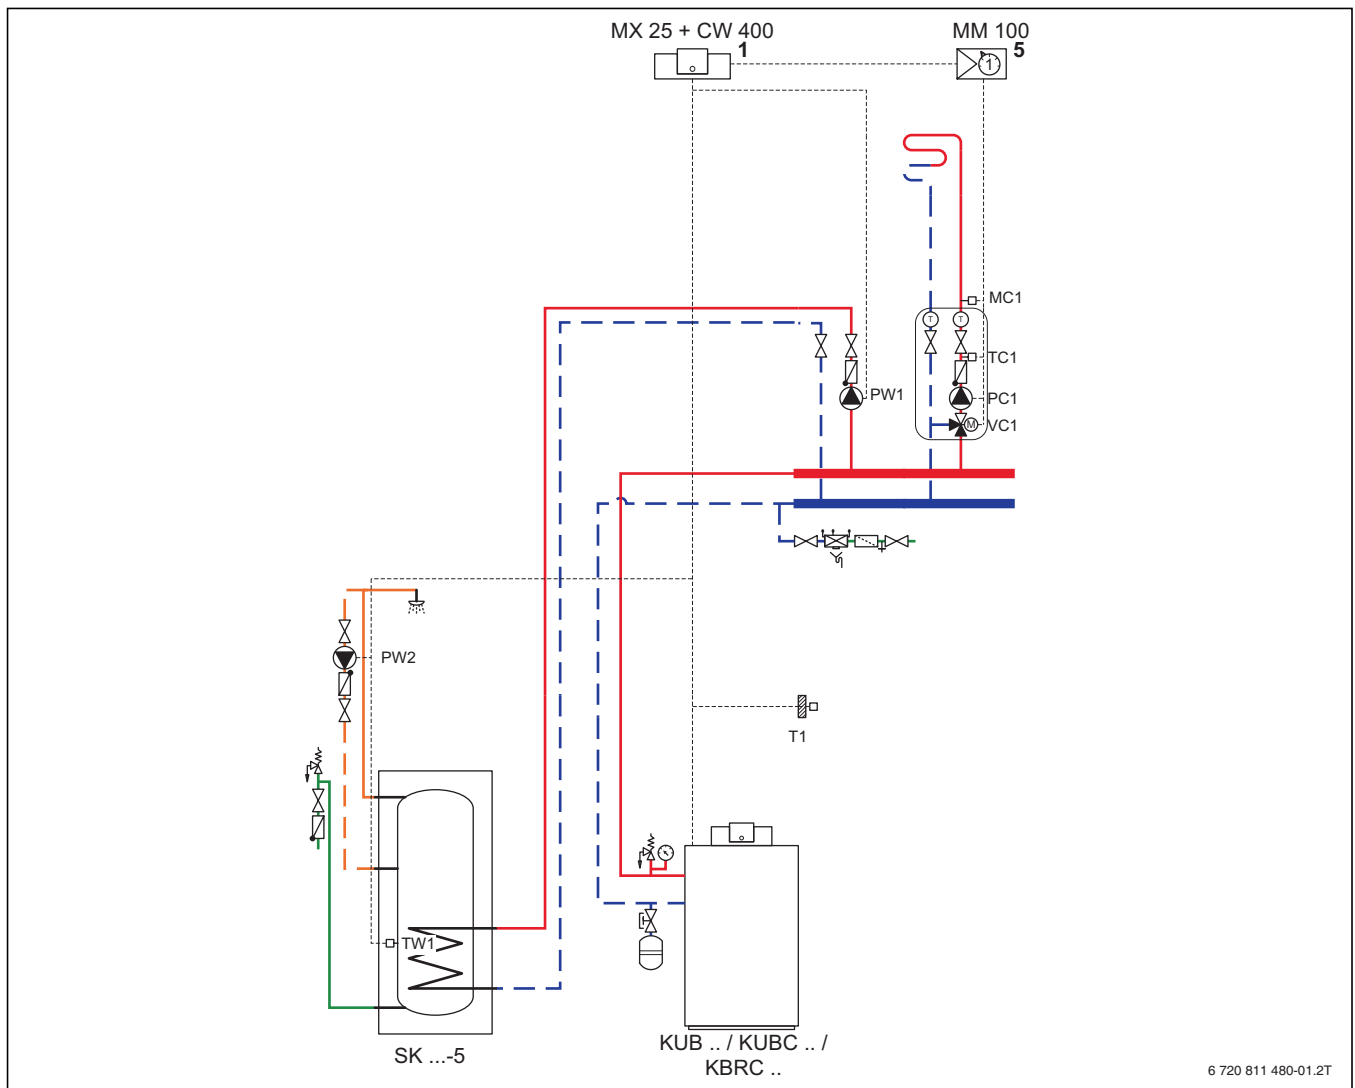 MX 25 + CW 400
1
MM 100
5
1
MC1
T
T
TC1
PW1
PC1
M
VC1
PW2
T1
TW1
SK ...-5
KUB .. / KUBC .. /
KBRC ..
6 720 811 480-01.2T